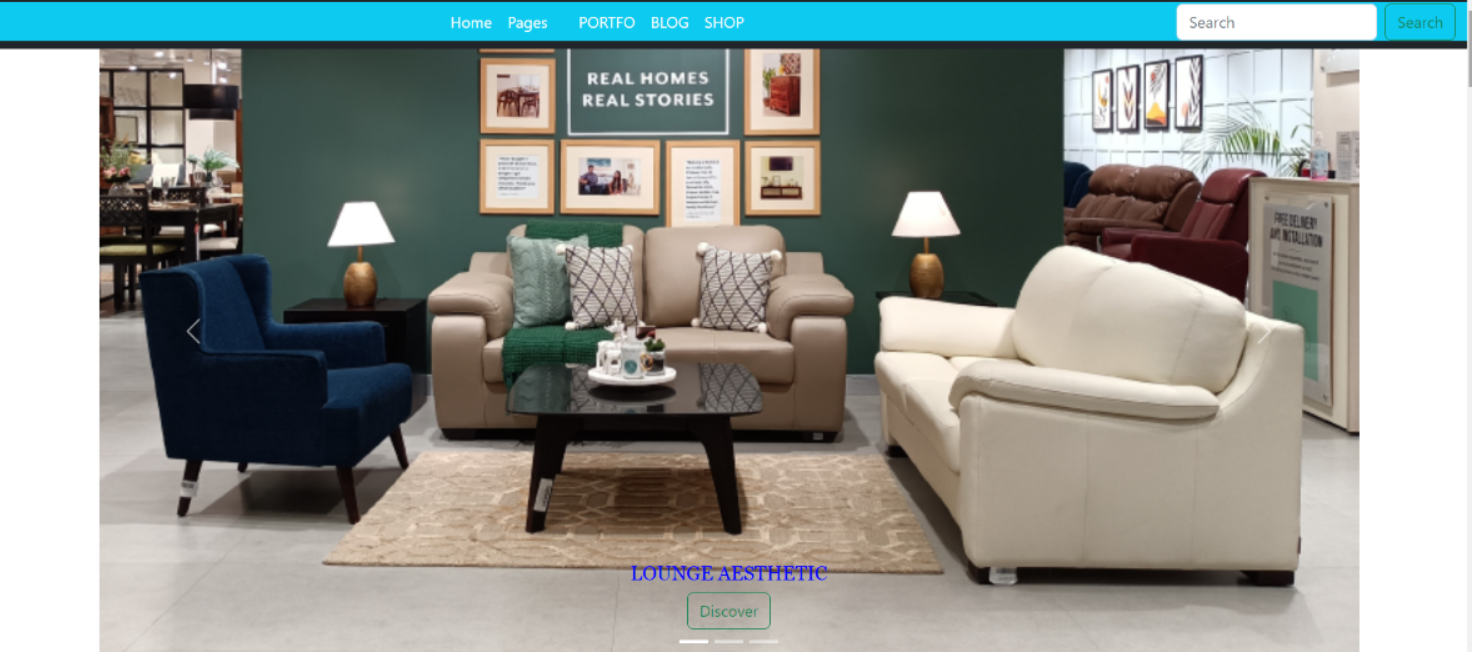 Home Pages PORTFO BLOG SHOP Search Search
REAL HOMES
REAL STORIES
FREE DELIVERY
AND INSTALLATION
LOUNGE AESTHETIC
Discover